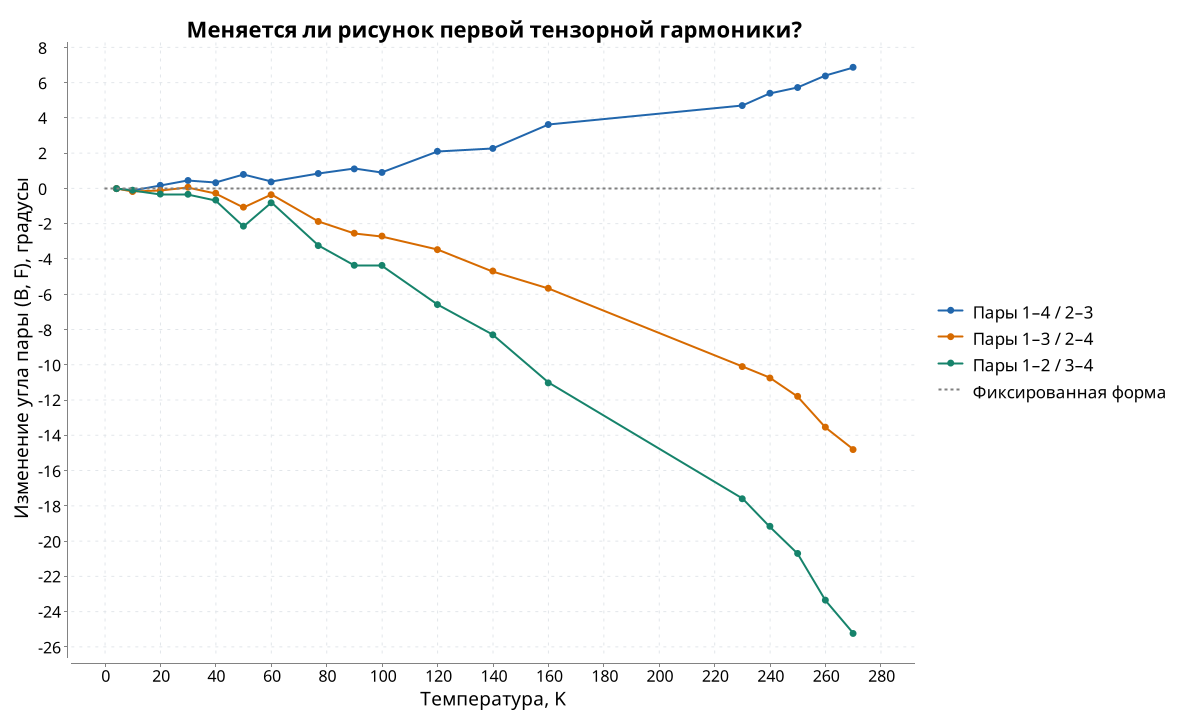 Меняется ли рисунок первой тензорной гармоники?
Изменение угла пары (B, F), градусы
8
6
4
2
0
-2
-4
-6
-8
-10
-12
-14
-16
-18
-20
-22
-24
-26
0 20 40 60 80 100 120 140 160 180 200 220 240 260 280
Температура, K
Пары 1–4 / 2–3
Пары 1–3 / 2–4
Пары 1–2 / 3–4
Фиксированная форма